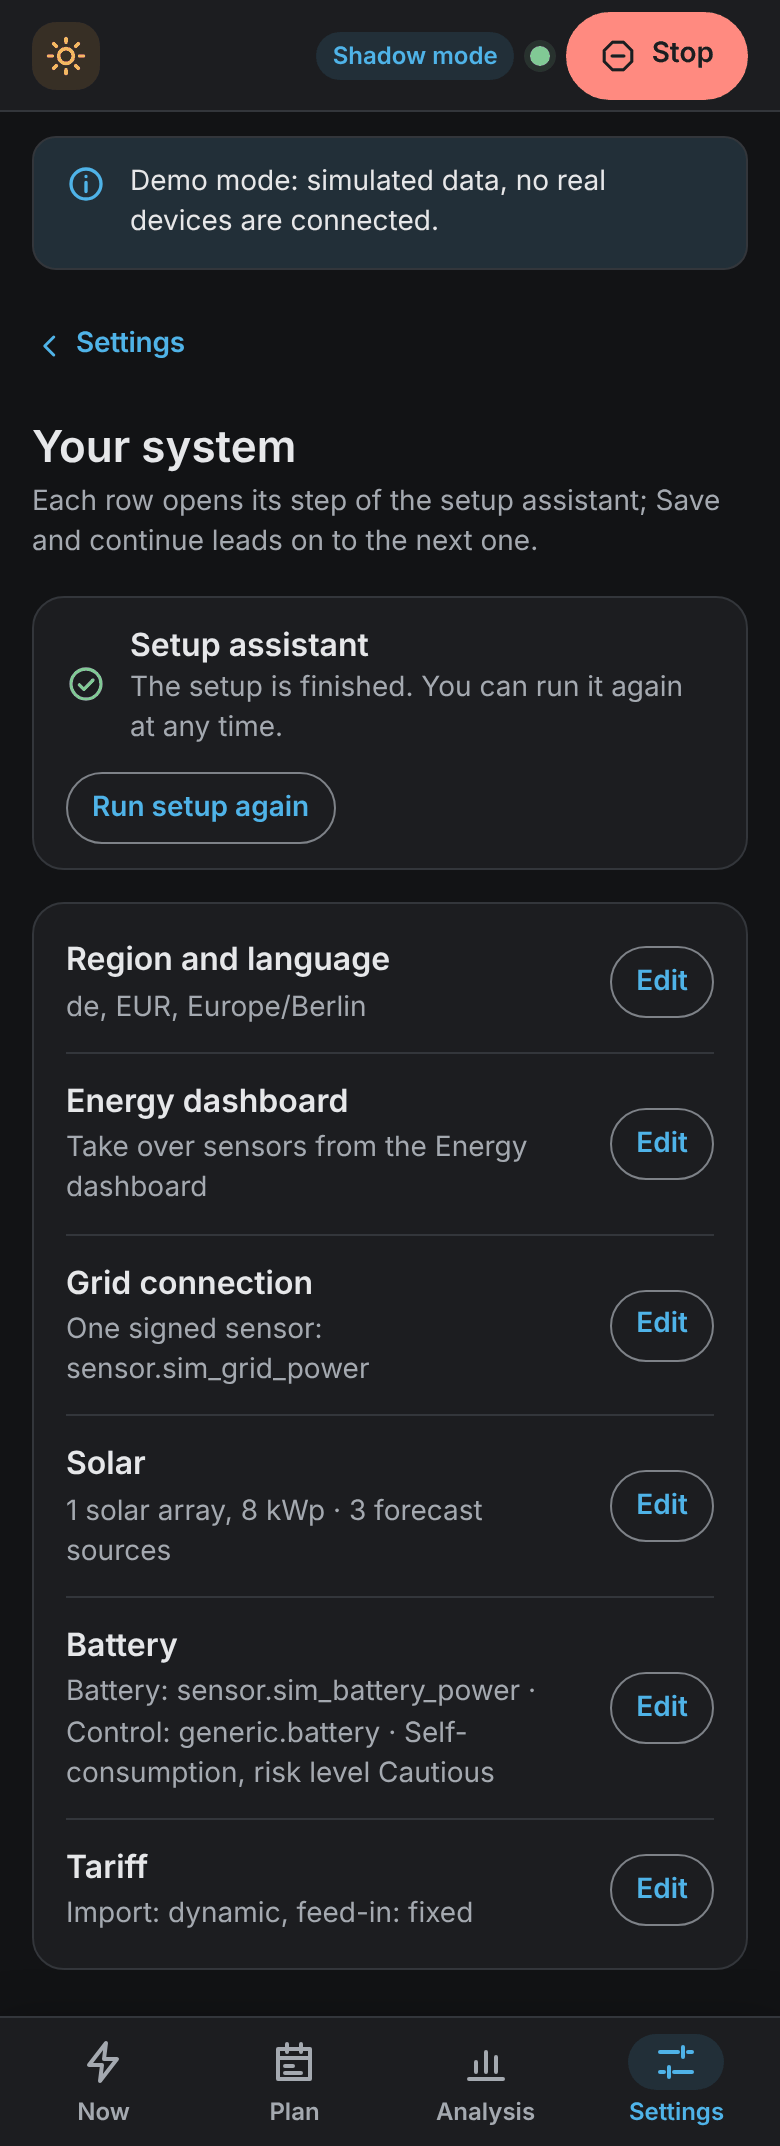 Shadow mode
Stop
Demo mode: simulated data, no real
devices are connected.
Settings
Your system
Each row opens its step of the setup assistant; Save
and continue leads on to the next one.
Setup assistant
The setup is finished. You can run it again
at any time.
Run setup again
Region and language
de, EUR, Europe/Berlin
Edit
Energy dashboard
Take over sensors from the Energy
dashboard
Edit
Grid connection
One signed sensor:
sensor.sim_grid_power
Edit
Solar
1 solar array, 8 kWp · 3 forecast
sources
Edit
Battery
Battery: sensor.sim_battery_power ·
Control: generic.battery · Self-
consumption, risk level Cautious
Edit
Tariff
Import: dynamic, feed-in: fixed
Edit
Now
Plan
Analysis
Settings